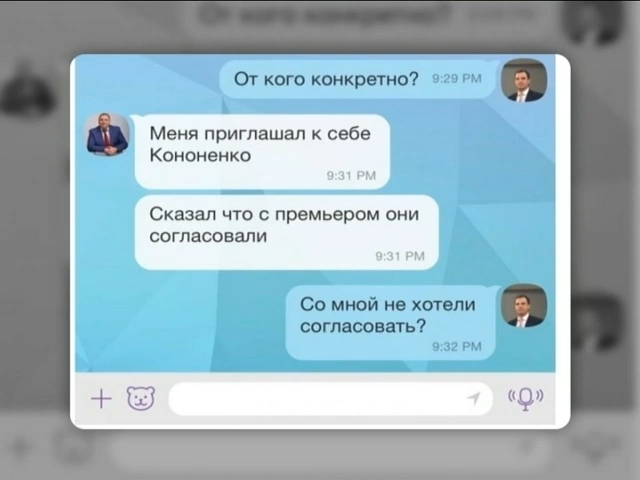 От кого конкретно? 9:29 PM
Меня приглашал к себе
Кононенко
9:31 PM
Сказал что с премьером они
согласовали
9:31 PM
Со мной не хотели
согласовать?
9:32 PM